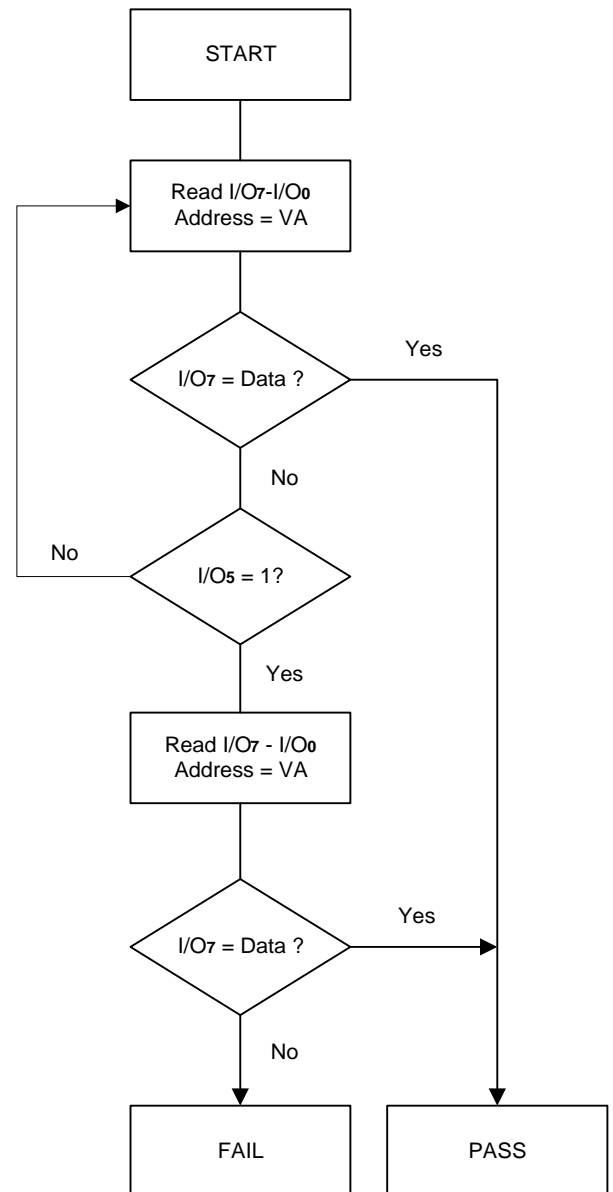 START
Read I/O7-I/O0
Address = VA
I/O7 = Data ?
Yes
No
I/O5 = 1?
No
Yes
Read I/O7 - I/O0
Address = VA
I/O7 = Data ?
Yes
No
FAIL
PASS